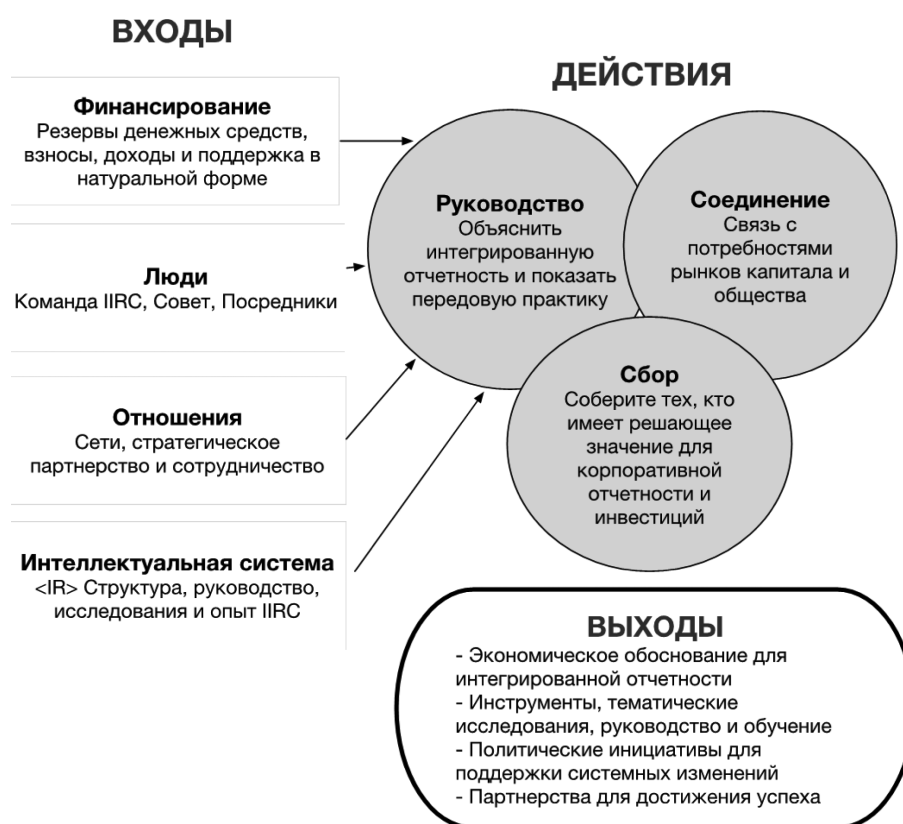 ВХОДЫ
Финансирование
Резервы денежных средств,
взносы, доходы и поддержка в
натуральной форме
Люди
Команда IIRC, Совет, Посредники
Отношения
Сети, стратегическое
партнерство и сотрудничество
Интеллектуальная система
<IR> Структура, руководство,
исследования и опыт IIRC
ДЕЙСТВИЯ
Руководство
Объяснить
интегрированную
отчетность и показать
передовую практику
Соединение
Связь с
потребностями
рынков капитала и
общества
Сбор
Соберите тех, кто
имеет решающее
значение для
корпоративной
отчетности и
инвестиций
ВЫХОДЫ
- Экономическое обоснование для
интегрированной отчетности
- Инструменты, тематические
исследования, руководство и обучение
- Политические инициативы для
поддержки системных изменений
- Партнерства для достижения успеха